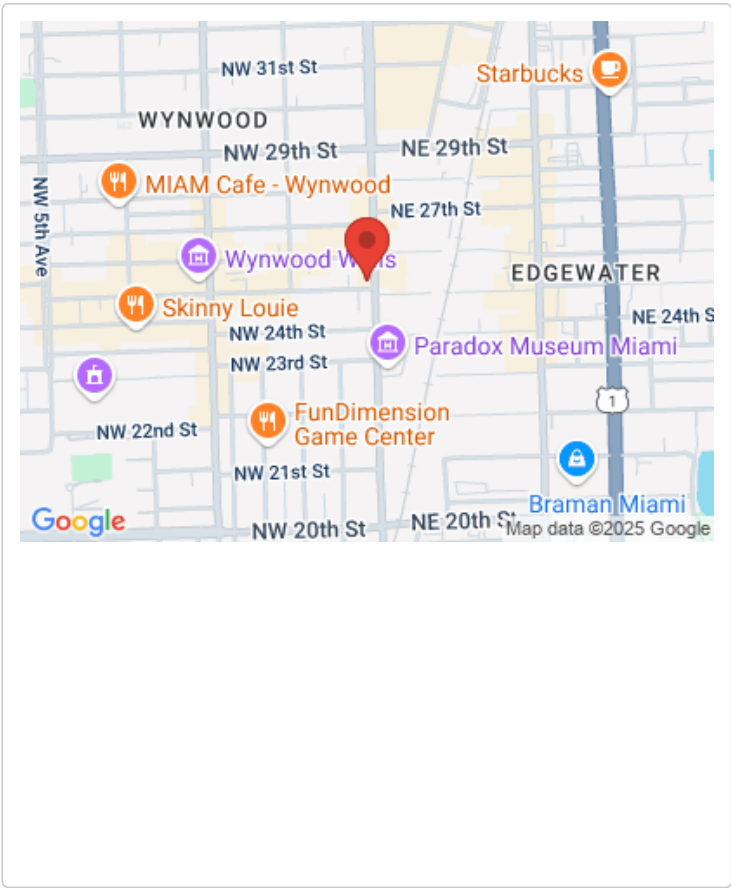 NW 31st St
Starbucks
WYNWOOD
NW 29th St
NE 29th St
MIAM Cafe - Wynwood
NW 5th Ave
NE 27th St
Wynwood W
ls
EDGEWATER
Skinny Louie
NE 24th S
NW 24th St
Paradox Museum Miami
NW 23rd St
1
FunDimension
Game Center
NW 22nd St
NW 21st St
Braman Miami
Google
NW 20th St
NE 20th St
Map data ©2025 Google